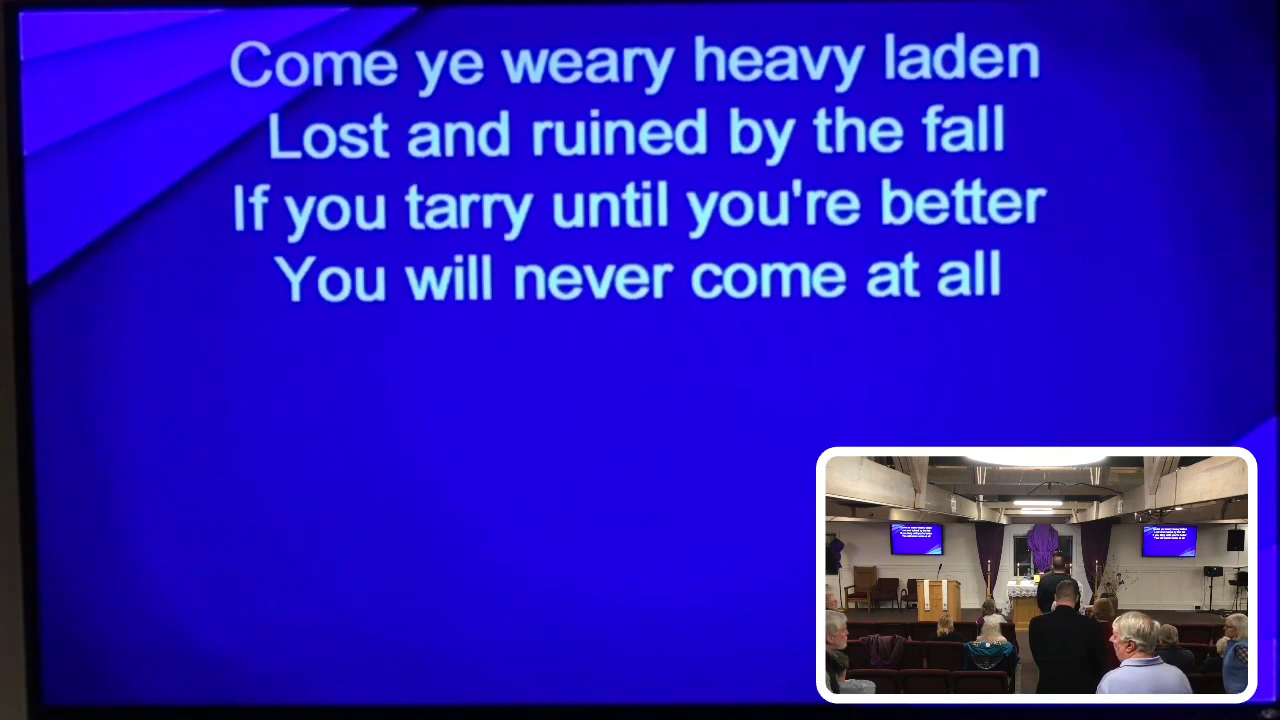 Come ye weary heavy laden
Lost and ruined by the fall
If you tarry until you're better
You will never come at all